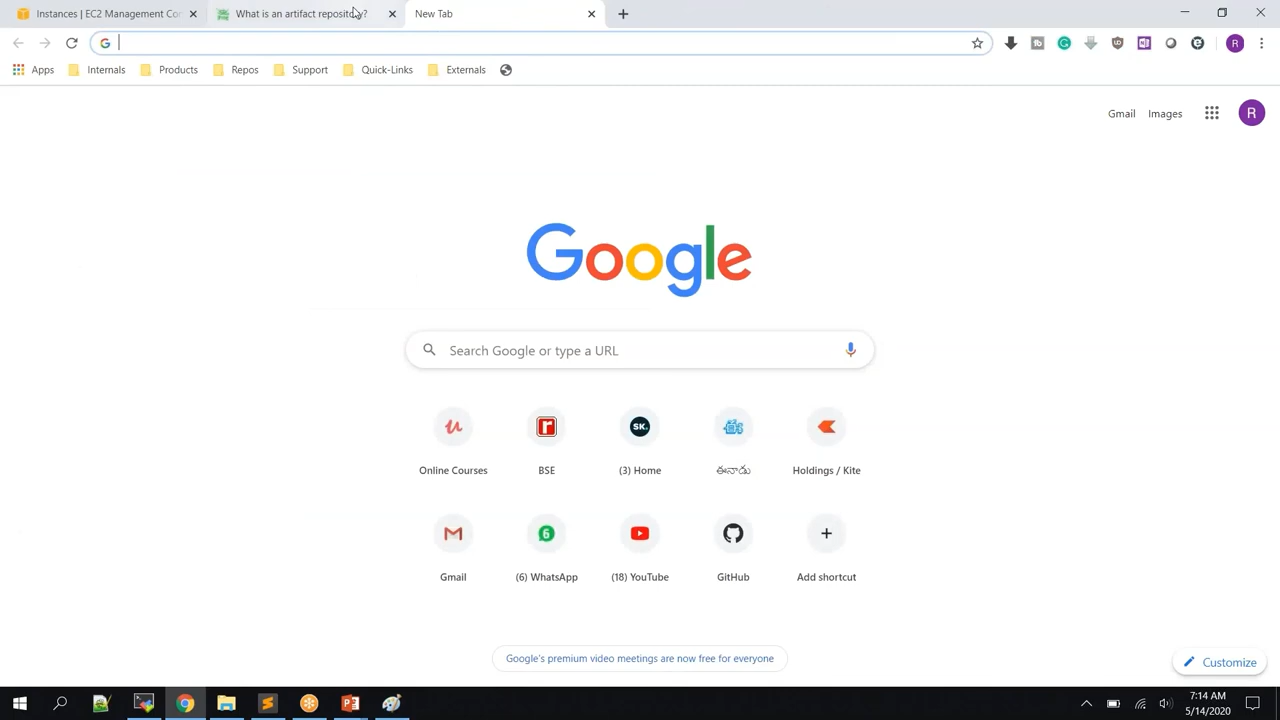 Instances | EC2 Management Con
What is an artifact repository?
New Tab
Apps
Internals
Products
Repos
Support
Quick-Links
Externals
R
Gmail
Images
R
Google
Search Google or type a URL
Online Courses
BSE
SK.
(3) Home
ఈనాడు
Holdings / Kite
6
Gmail
(6) WhatsApp
(18) YouTube
GitHub
Add shortcut
Google's premium video meetings are now free for everyone
Customize
7:14 AM
5/14/2020